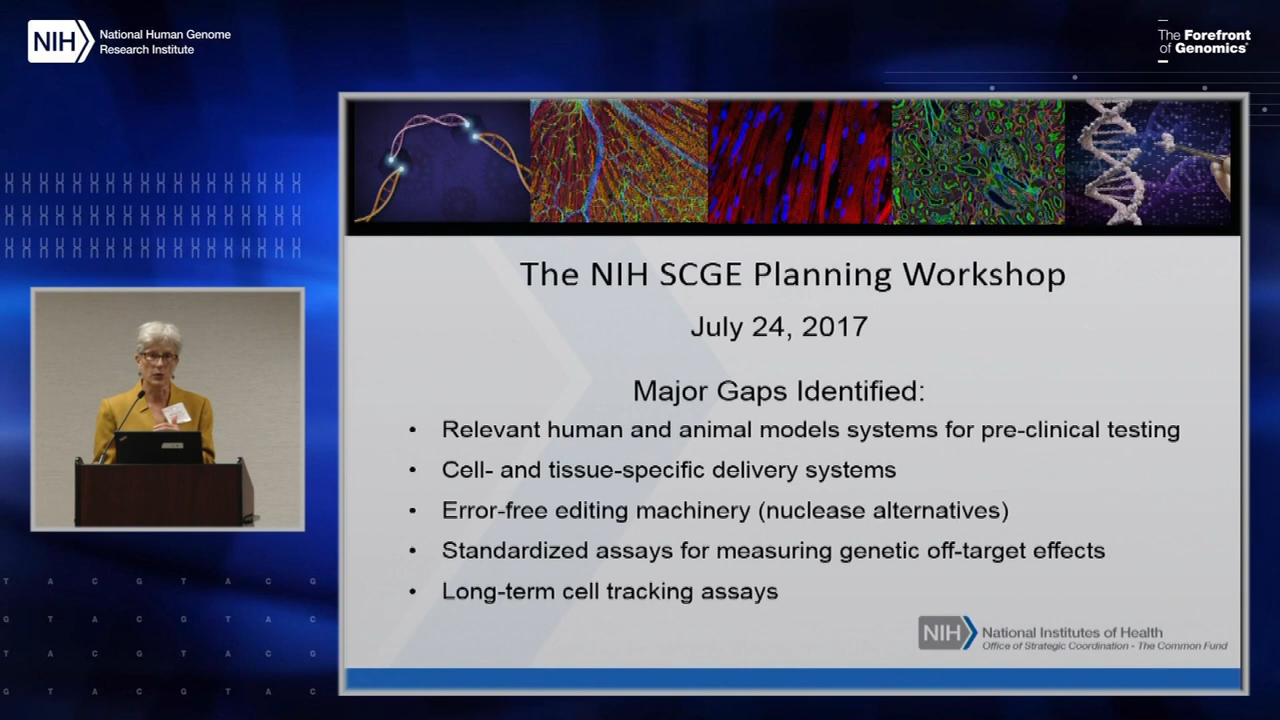 NIH
National Human Genome
Research Institute
The Forefront
of Genomics®
The NIH SCGE Planning Workshop
July 24, 2017
Major Gaps Identified:
• Relevant human and animal models systems for pre-clinical testing
• Cell- and tissue-specific delivery systems
• Error-free editing machinery (nuclease alternatives)
• Standardized assays for measuring genetic off-target effects
• Long-term cell tracking assays
NIH
National Institutes of Health
Office of Strategic Coordination - The Common Fund
T A C G T A C G
G T A C G T A C
T A C G T A C G
G T A C G T A C